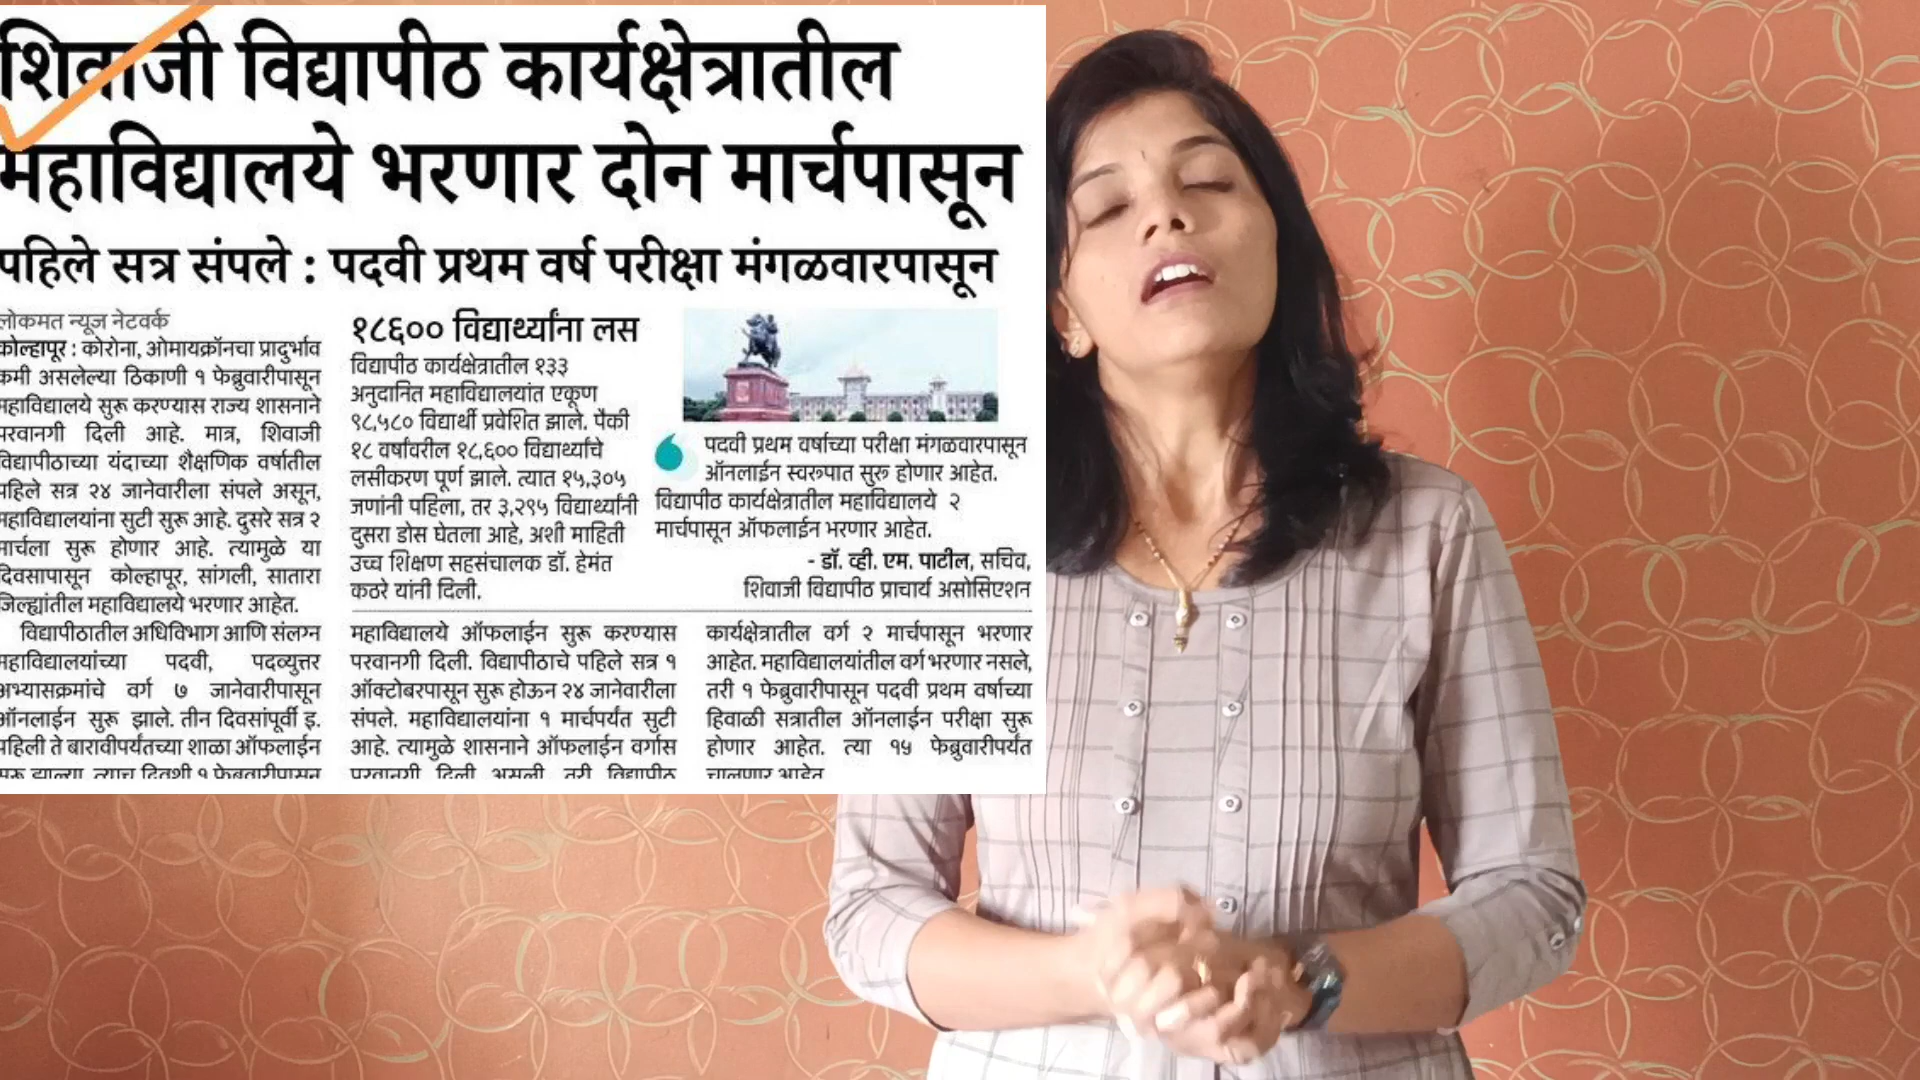 शिवाजी विद्यापीठ कार्यक्षेत्रातील
महाविद्यालये भरणार दोन मार्चपासून
पहिले सत्र संपले : पदवी प्रथम वर्ष परीक्षा मंगळवारपासून
लोकमत न्यूज नेटवर्क
कोल्हापूर : कोरोना, ओमायक्रॉनचा प्रादुर्भाव
कमी असलेल्या ठिकाणी १ फेब्रुवारीपासून
महाविद्यालये सुरू करण्यास राज्य शासनाने
परवानगी दिली आहे. मात्र, शिवाजी
विद्यापीठाच्या यंदाच्या शैक्षणिक वर्षातील
पहिले सत्र २४ जानेवारीला संपले असून,
महाविद्यालयांना सुटी सुरू आहे. दुसरे सत्र २
मार्चला सुरू होणार आहे. त्यामुळे या
दिवसापासून कोल्हापूर, सांगली, सातारा
जिल्ह्यांतील महाविद्यालये भरणार आहेत.
विद्यापीठातील अधिविभाग आणि संलग्न
महाविद्यालयांच्या पदवी, पदव्युत्तर
अभ्यासक्रमांचे वर्ग ७ जानेवारीपासून
ऑनलाईन सुरू झाले. तीन दिवसांपूर्वी इ.
पहिली ते बारावीपर्यंतच्या शाळा ऑफलाईन
सुरू झाल्या. त्याच दिवशी १ फेब्रुवारीपासून
१८६०० विद्यार्थ्यांना लस
विद्यापीठ कार्यक्षेत्रातील १३३
अनुदानित महाविद्यालयांत एकूण
९८,५८० विद्यार्थी प्रवेशित झाले. पैकी
१८ वर्षावरील १८,६०० विद्यार्थ्यांचे
लसीकरण पूर्ण झाले. त्यात १५,३०५
जणांनी पहिला, तर ३,२९५ विद्यार्थ्यांनी
दुसरा डोस घेतला आहे, अशी माहिती
उच्च शिक्षण सहसंचालक डॉ. हेमंत
कठरे यांनी दिली.
पदवी प्रथम वर्षाच्या परीक्षा मंगळवारपासून
ऑनलाईन स्वरूपात सुरू होणार आहेत.
विद्यापीठ कार्यक्षेत्रातील महाविद्यालये २
मार्चपासून ऑफलाईन भरणार आहेत.
- डॉ. व्ही. एम. पाटील, सचिव,
शिवाजी विद्यापीठ प्राचार्य असोसिएशन
महाविद्यालये ऑफलाईन सुरू करण्यास
परवानगी दिली. विद्यापीठाचे पहिले सत्र १
ऑक्टोबरपासून सुरू होऊन २४ जानेवारीला
संपले. महाविद्यालयांना १ मार्चपर्यंत सुटी
आहे. त्यामुळे शासनाने ऑफलाईन वर्गास
परवानगी दिली असली, तरी विद्यापीठ
कार्यक्षेत्रातील वर्ग २ मार्चपासून भरणार
आहेत. महाविद्यालयांतील वर्ग भरणार नसले,
तरी १ फेब्रुवारीपासून पदवी प्रथम वर्षाच्या
हिवाळी सत्रातील ऑनलाईन परीक्षा सुरू
होणार आहेत. त्या १५ फेब्रुवारीपर्यंत
चालणार आहेत.